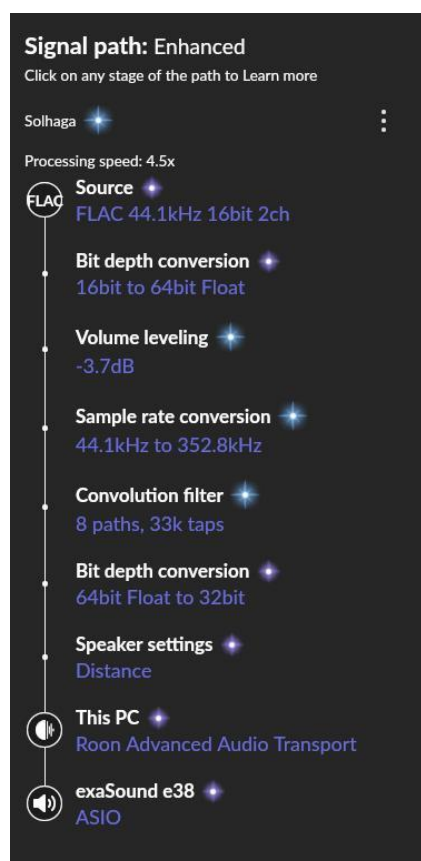 Signal path: Enhanced
Click on any stage of the path to Learn more
Solhaga
Processing speed: 4.5x
FLAC
Source
FLAC 44.1kHz 16bit 2ch
Bit depth conversion
16bit to 64bit Float
Volume leveling
-3.7dB
Sample rate conversion
44.1kHz to 352.8kHz
Convolution filter
8 paths, 33k taps
Bit depth conversion
64bit Float to 32bit
Speaker settings
Distance
This PC
Roon Advanced Audio Transport
exaSound e38
ASIO